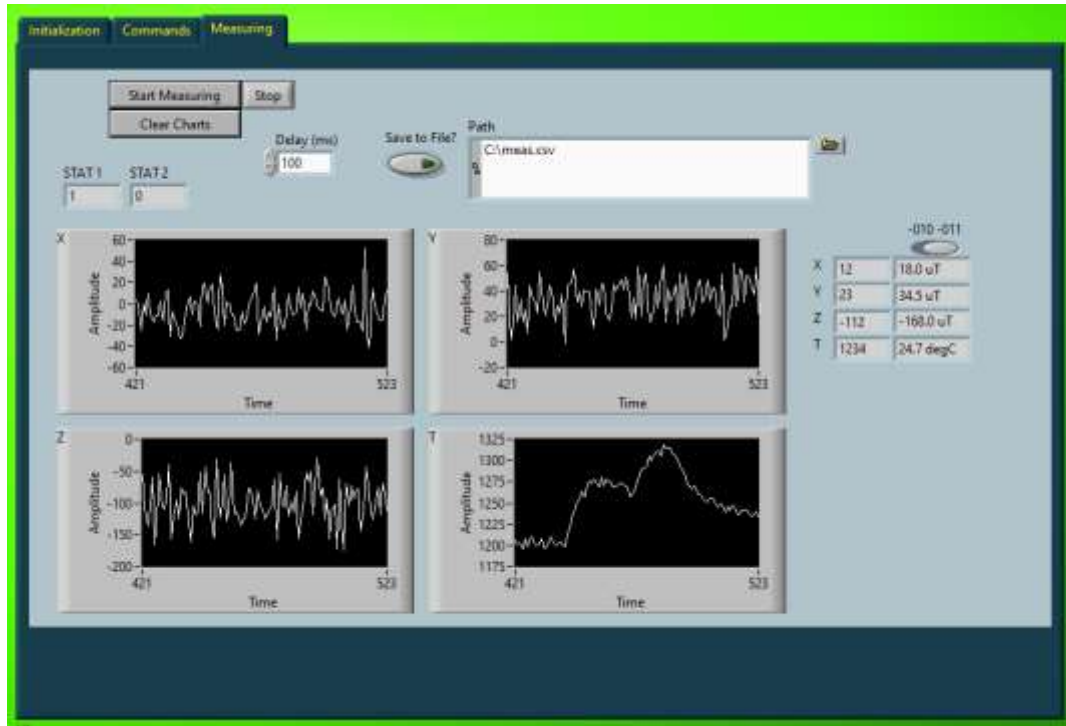 Initialization Commands Measuring
Start Measuring Stop
Clear Charts
Delay (ms)
100
Save to File?
Path
C:\meas.csv
STAT 1 STAT 2
1 0
X
60
40
20
0
-20
-40
-60
Amplitude
421 523
Time
Y
80
60
40
20
0
-20
Amplitude
421 523
Time
-010 -011
X 12 18.0 uT
Y 23 34.5 uT
Z -112 -168.0 uT
T 1234 24.7 degC
Z
0
-50
-100
-150
-200
Amplitude
421 523
Time
T
1325
1300
1275
1250
1225
1200
1175
Amplitude
421 523
Time